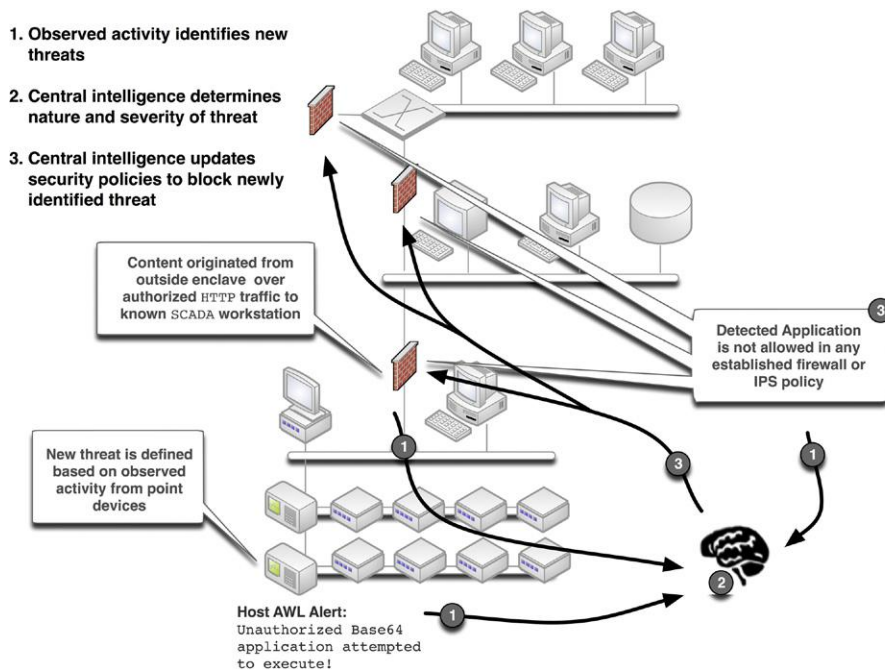 1. Observed activity identifies new
threats
2. Central intelligence determines
nature and severity of threat
3. Central intelligence updates
security policies to block newly
identified threat
Content originated from
outside enclave over
authorized HTTP traffic to
known SCADA workstation
3
Detected Application
is not allowed in any
established firewall or
IPS policy
New threat is defined
based on observed
activity from point
devices
1
3
1
2
1
Host AWL Alert:
Unauthorized Base64
application attempted
to execute!